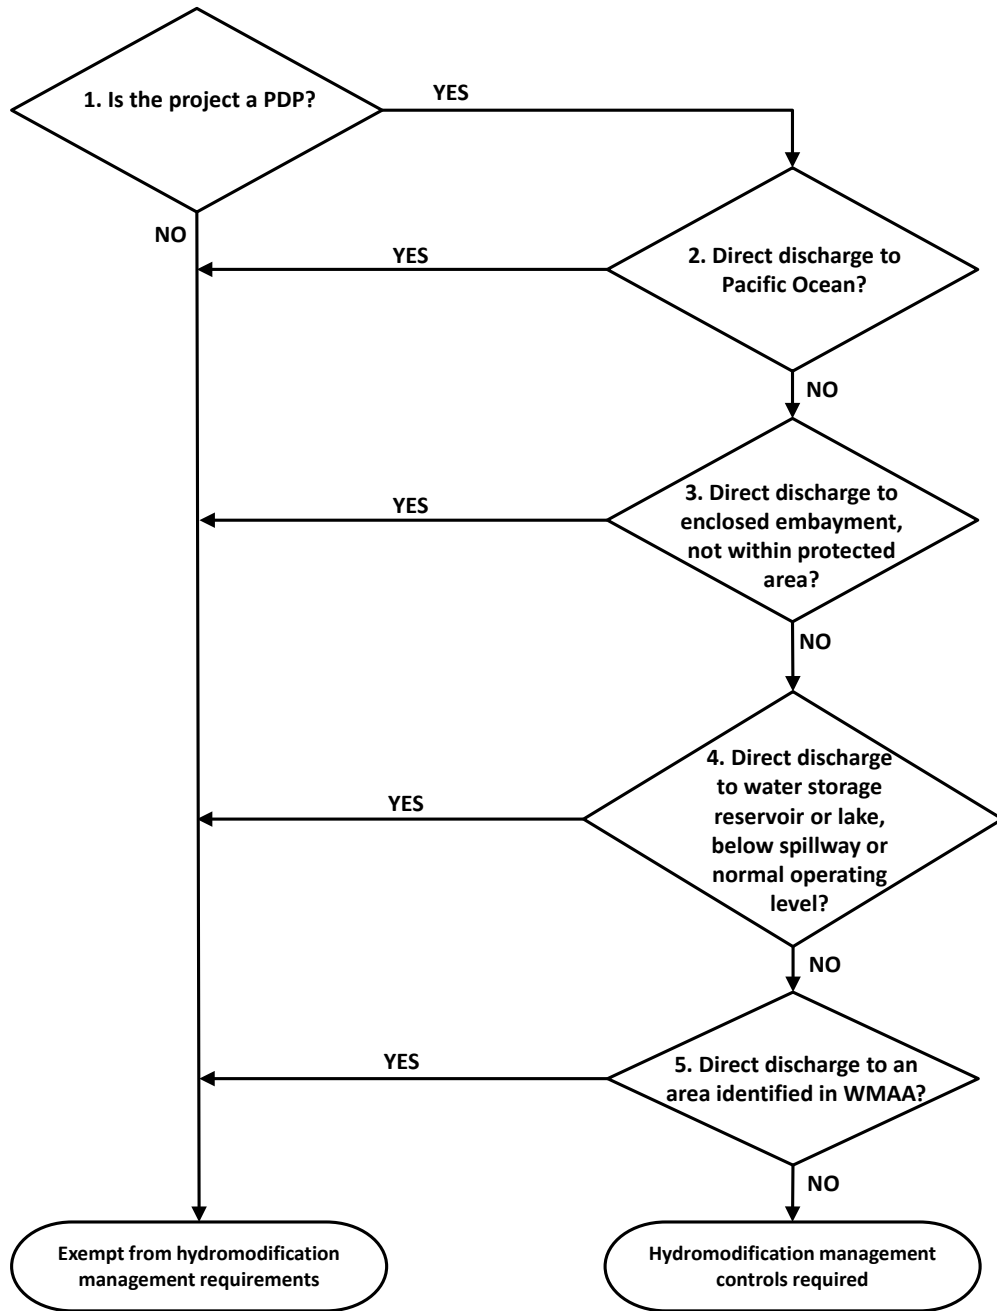 1. Is the project a PDP?
YES
NO
2. Direct discharge to
Pacific Ocean?
YES
NO
3. Direct discharge to
enclosed embayment,
not within protected
area?
YES
NO
4. Direct discharge
to water storage
reservoir or lake,
below spillway or
normal operating
level?
YES
NO
5. Direct discharge to an
area identified in WMAA?
YES
NO
Exempt from hydromodification
management requirements
Hydromodification management
controls required